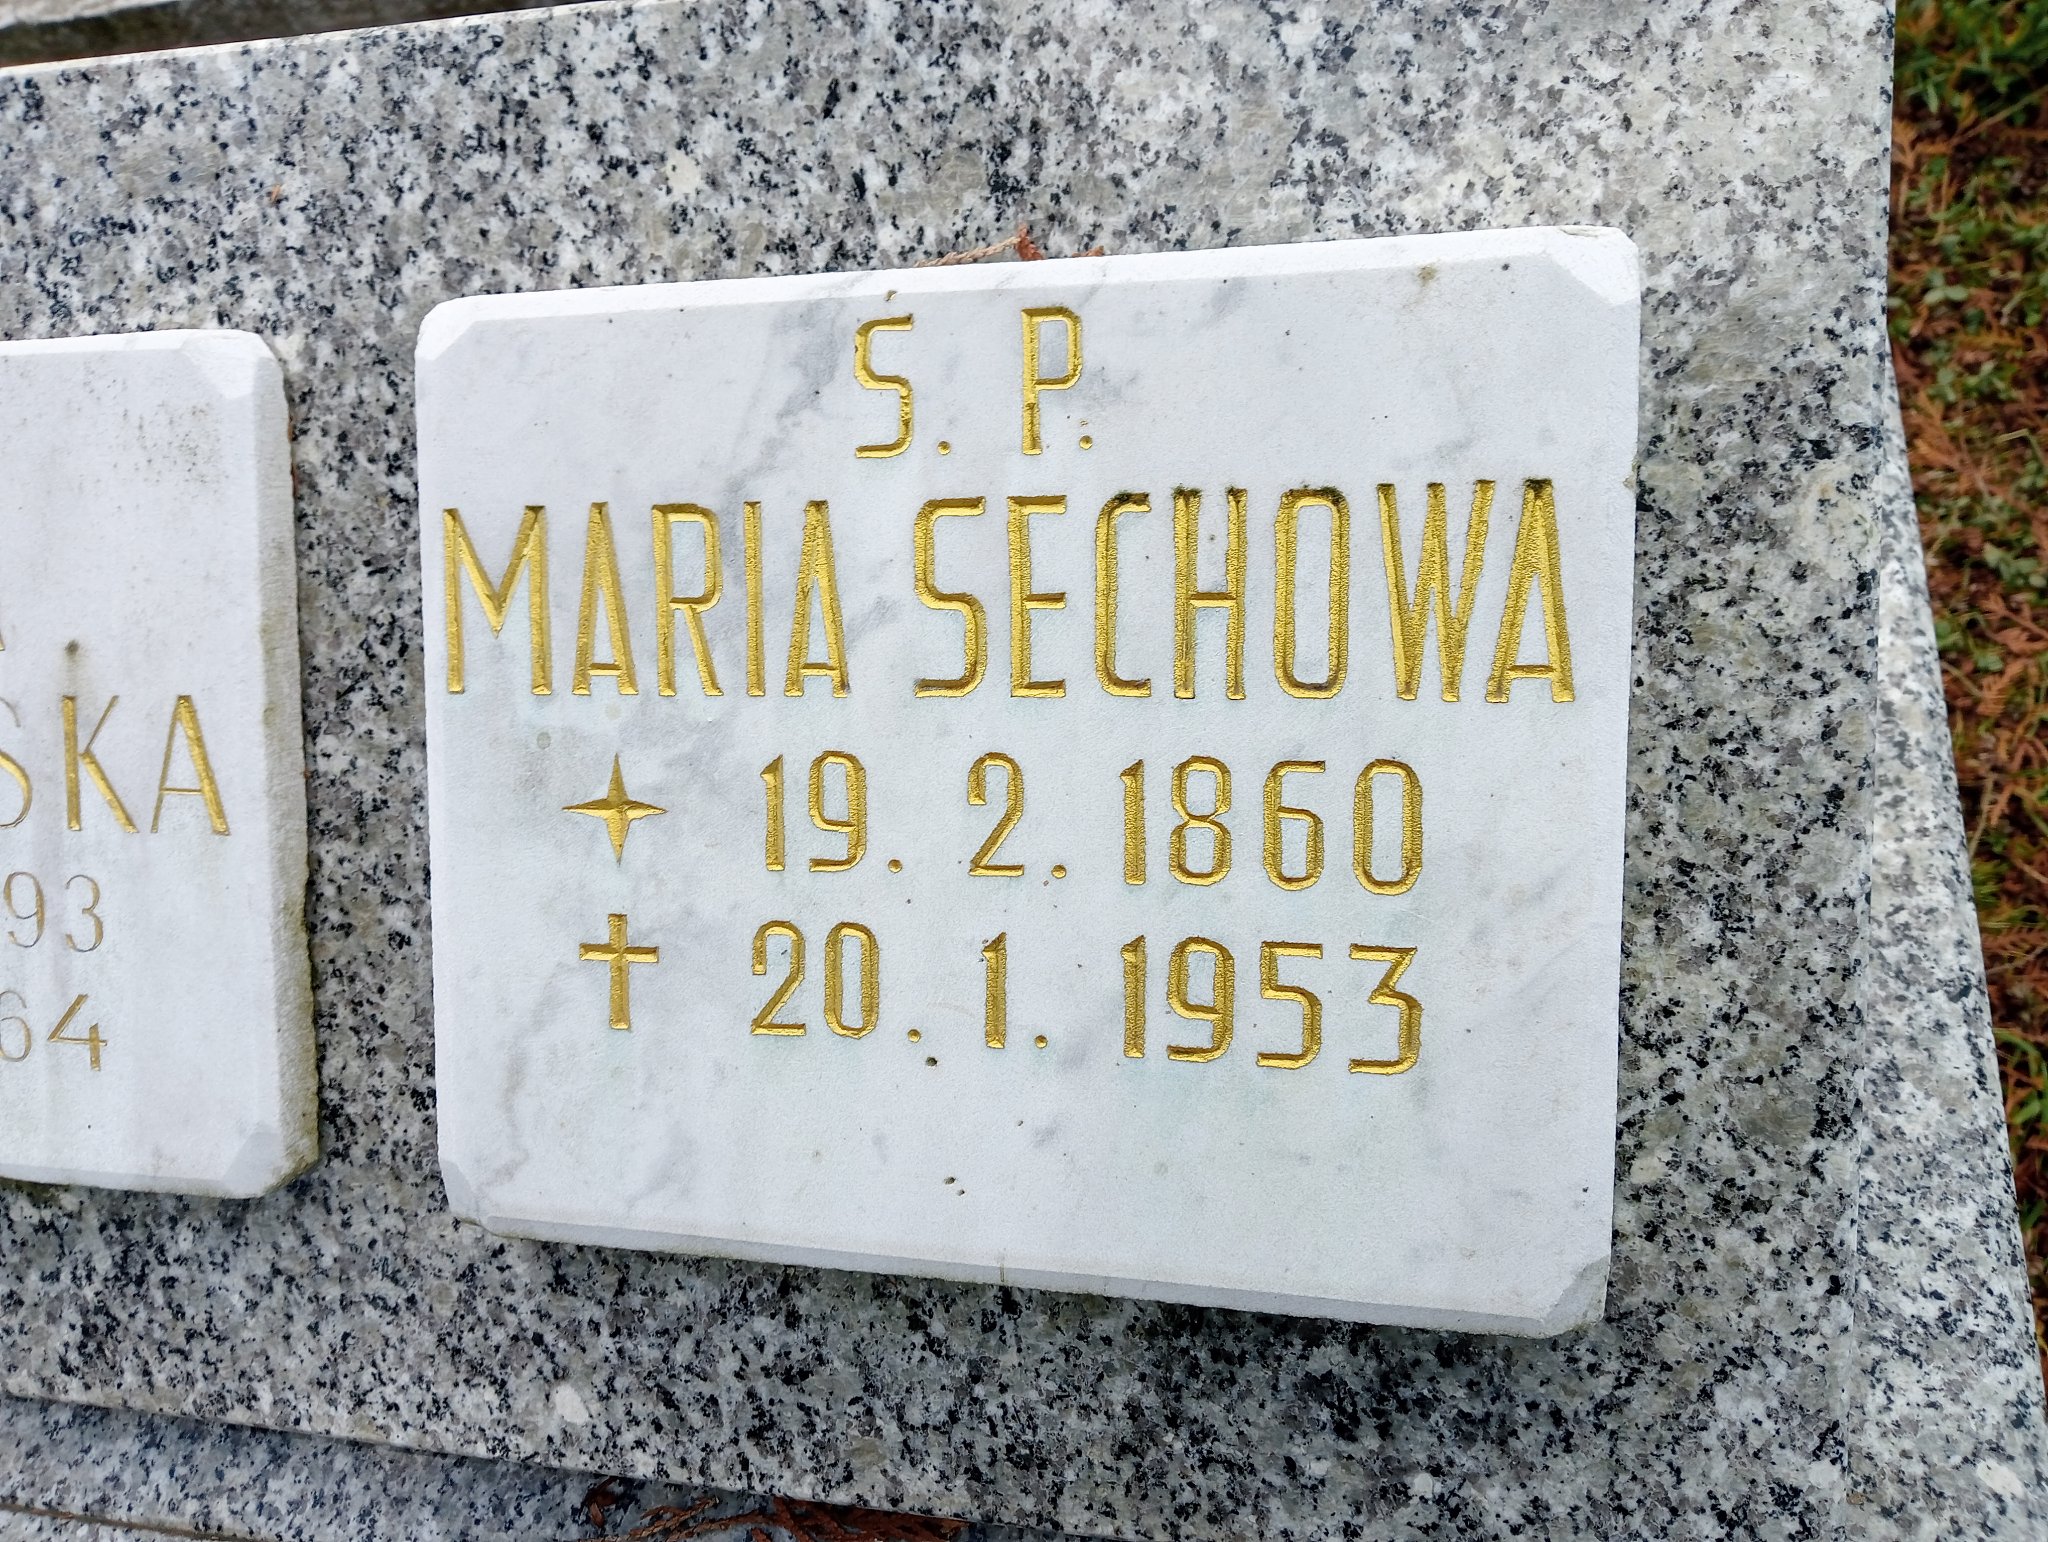 SKA
93
64
Ś. P.
MARIA SECHOWA
19. 2. 1860
✝ 20. 1. 1953